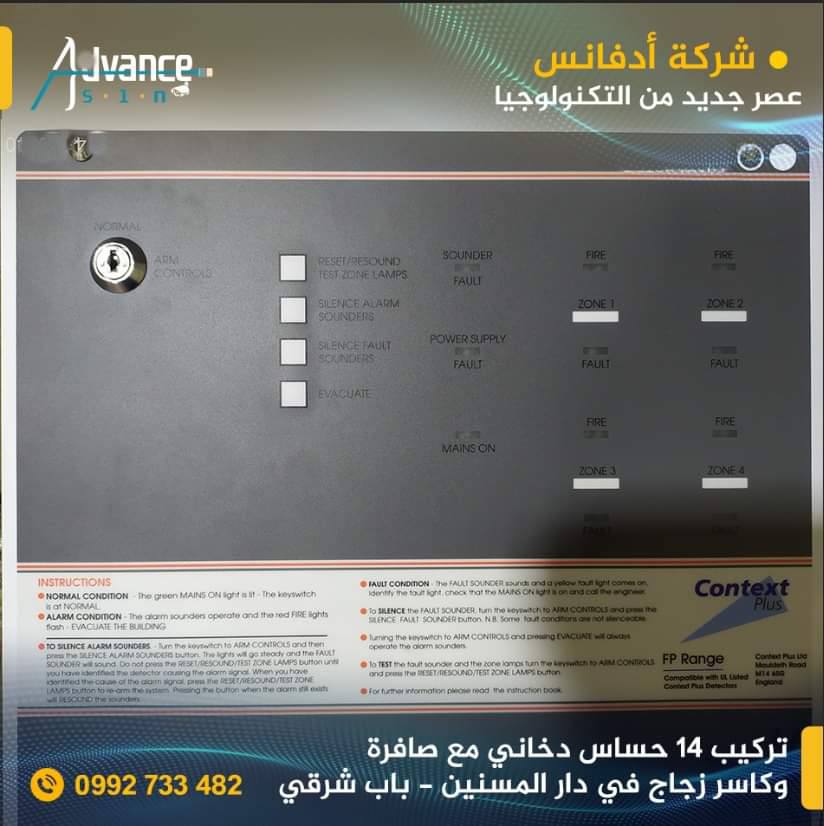 Advance
s·i·n
شركة أدفانس
عصر جديد من التكنولوجيا
NORMAL
ARM
CONTROLS
RESET/RESOUND
TEST ZONE LAMPS
SILENCE ALARM
SOUNDERS
SILENCE FAULT
SOUNDERS
EVACUATE
SOUNDER
FAULT
POWER SUPPLY
FAULT
MAINS ON
FIRE
ZONE 1
FAULT
FIRE
ZONE 2
FAULT
FIRE
ZONE 3
FAULT
FIRE
ZONE 4
FAULT
INSTRUCTIONS
NORMAL CONDITION - The green MAINS ON light is lit - The keyswitch
is at NORMAL.
ALARM CONDITION - The alarm sounders operate and the red FIRE lights
flash - EVACUATE THE BUILDING
TO SILENCE ALARM SOUNDERS - Turn the keyswitch to ARM CONTROLS and then
press the SILENCE ALARM SOUNDERS button. The lights will go steady and the FAULT
SOUNDER will sound. Do not press the RESET/RESOUND/TEST ZONE LAMPS button until
you have identified the detector causing the alarm signal. When you have
identified the cause of the alarm signal, press the RESET/RESOUND/TEST ZONE
LAMPS button to re-arm the system. Pressing the button when the alarm still exists
will RESOUND the sounders.
FAULT CONDITION - The FAULT SOUNDER sounds and a yellow fault light comes on.
Identify the fault light, check that the MAINS ON light is on and call the engineer.
To SILENCE the FAULT SOUNDER, turn the keyswitch to ARM CONTROLS and press the
SILENCE FAULT SOUNDER button. N.B. Some fault conditions are not silenceable.
Turning the keyswitch to ARM CONTROLS and pressing EVACUATE will always
operate the alarm sounders.
To TEST the fault sounder and the zone lamps turn the keyswitch to ARM CONTROLS
and press the RESET/RESOUND/TEST ZONE LAMPS button.
For further information please read the instruction book.
Context
Plus
FP Range
Compatible with UL Listed
Context Plus Detectors
Context Plus Ltd
Mauldeth Road
M14 6SG
England
تركيب 14 حساس دخاني مع صافرة
وكاسر زجاج في دار المسنين - باب شرقي
0992 733 482